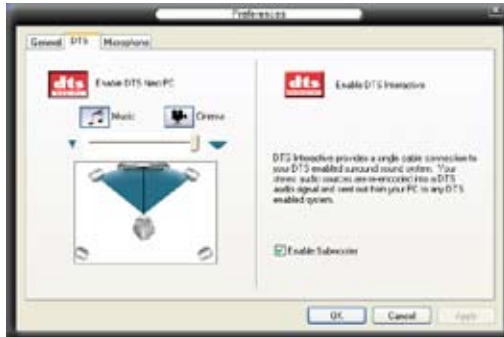 Preferences
General DTS Microphone
dts Enable DTS Neo:PC
Music Cinema
dts Enable DTS Interactive
DTS Interactive provides a single cable connection to
your DTS enabled surround sound system. Your
stereo audio sources are re-encoded into a DTS
audio signal and sent out from your PC to any DTS
enabled system.
Enable Subwoofer
OK Cancel Apply